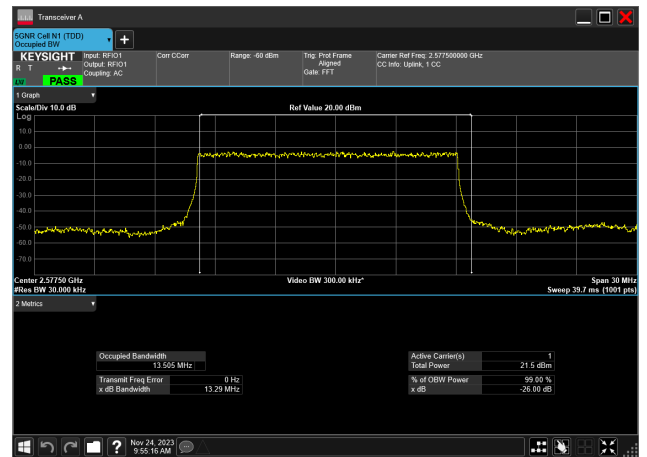 Transceiver A
5GNR Cell N1 (TDD)
Occupied BW
KEYSIGHT
R T
LW PASS
Input: RFIO1
Output: RFIO1
Coupling: AC
Corr CCorr
Range: -60 dBm
Trig: Prot Frame
Aligned
Gate: FFT
Carrier Ref Freq: 2.577500000 GHz
CC Info: Uplink, 1 CC
1 Graph
Scale/Div 10.0 dB
Ref Value 20.00 dBm
Log
10.0
0.00
-10.0
-20.0
-30.0
-40.0
-50.0
-60.0
-70.0
Center 2.57750 GHz
Video BW 300.00 kHz*
Span 30 MHz
#Res BW 30.000 kHz
Sweep 39.7 ms (1001 pts)
2 Metrics
Occupied Bandwidth
13.505 MHz
Transmit Freq Error 0 Hz
x dB Bandwidth 13.29 MHz
Active Carrier(s) 1
Total Power 21.5 dBm
% of OBW Power 99.00 %
x dB -26.00 dB
?
Nov 24, 2023
9:55:16 AM